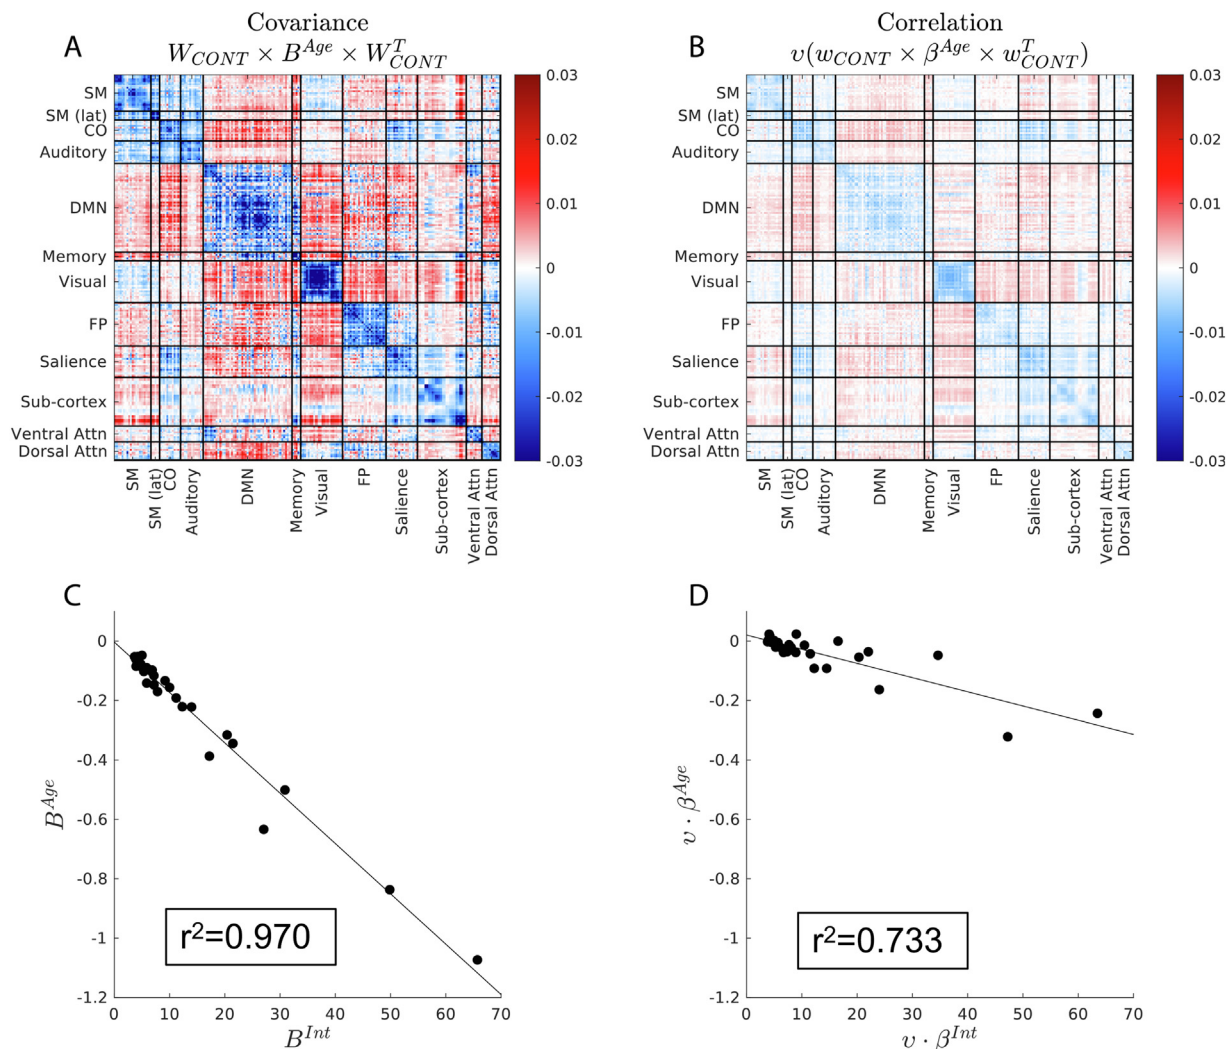 Covariance
A
W_CONT × B^Age × W^T_CONT
SM
SM (lat)
CO
Auditory
DMN
Memory
Visual
FP
Salience
Sub-cortex
Ventral Attn
Dorsal Attn
SM
SM (lat)
CO
Auditory
DMN
Memory
Visual
FP
Salience
Sub-cortex
Ventral Attn
Dorsal Attn
0.03
0.02
0.01
0
-0.01
-0.02
-0.03
Correlation
B
υ(w_CONT × β^Age × w^T_CONT)
SM
SM (lat)
CO
Auditory
DMN
Memory
Visual
FP
Salience
Sub-cortex
Ventral Attn
Dorsal Attn
SM
SM (lat)
CO
Auditory
DMN
Memory
Visual
FP
Salience
Sub-cortex
Ventral Attn
Dorsal Attn
0.03
0.02
0.01
0
-0.01
-0.02
-0.03
C
0
-0.2
-0.4
-0.6
-0.8
-1
-1.2
B^Age
r²=0.970
0 10 20 30 40 50 60 70
B^Int
D
0
-0.2
-0.4
-0.6
-0.8
-1
-1.2
υ · β^Age
r²=0.733
0 10 20 30 40 50 60 70
υ · β^Int